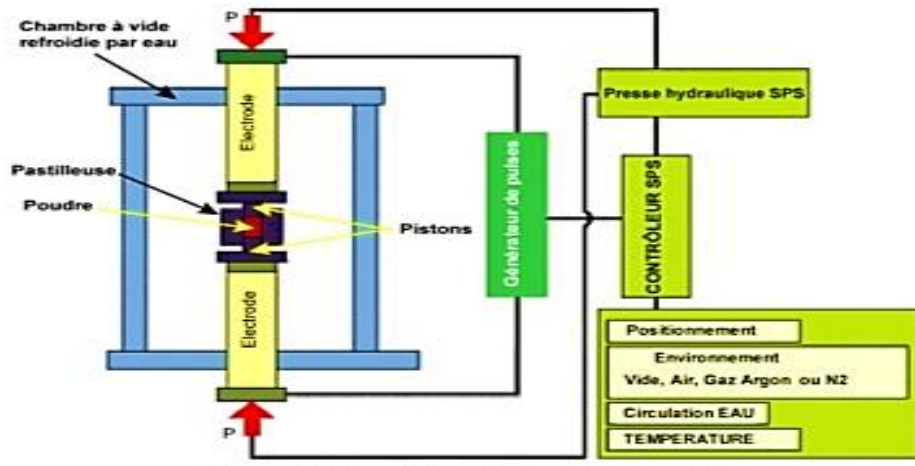 P
Chambre à vide
refroidie par eau
Electrode
Presse hydraulique SPS
Générateur de pulses
CONTRÔLEUR SPS
Pastilleuse
Poudre
Pistons
Electrode
Positionnement
Environnement
Vide, Air, Gaz Argon ou N2
Circulation EAU
TEMPERATURE
P